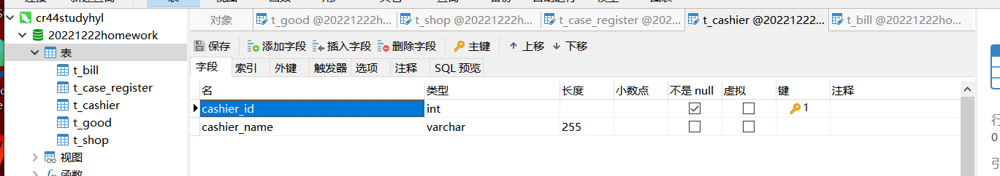 cr44studyhyl
20221222homework
表
t_bill
t_case_register
t_cashier
t_good
t_shop
视图
函数
对象
t_good @20221222h...
t_shop @20221222h...
t_case_register @202...
t_cashier @20221222...
t_bill @20221222ho...
保存 添加字段 插入字段 删除字段 主键 上移 下移
字段 索引 外键 触发器 选项 注释 SQL 预览
名 类型 长度 小数点 不是 null 虚拟 键 注释
cashier_id int 1
cashier_name varchar 255
行
0